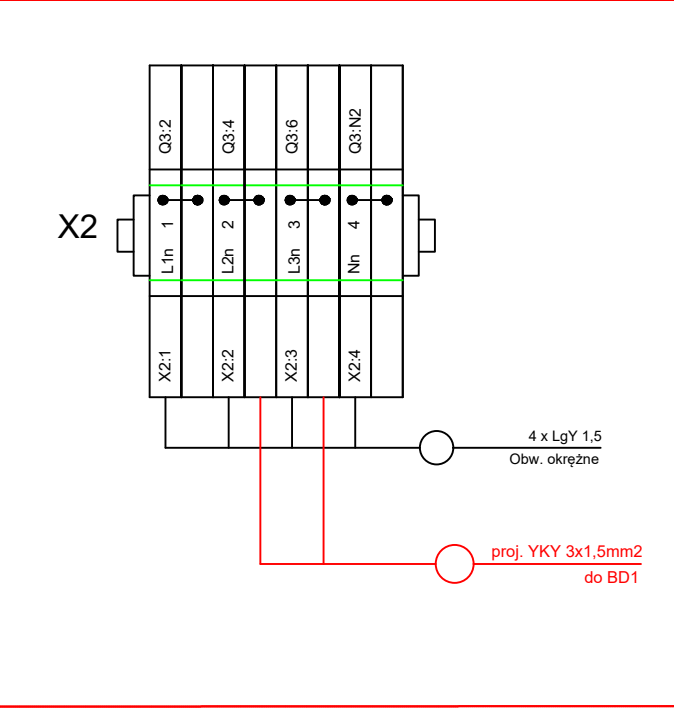 Q3:2
Q3:4
Q3:6
Q3:N2
X2
1
2
3
4
L1n
L2n
L3n
Nn
X2:1
X2:2
X2:3
X2:4
4 x LgY 1,5
Obw. okrężne
proj. YKY 3x1,5mm2
do BD1